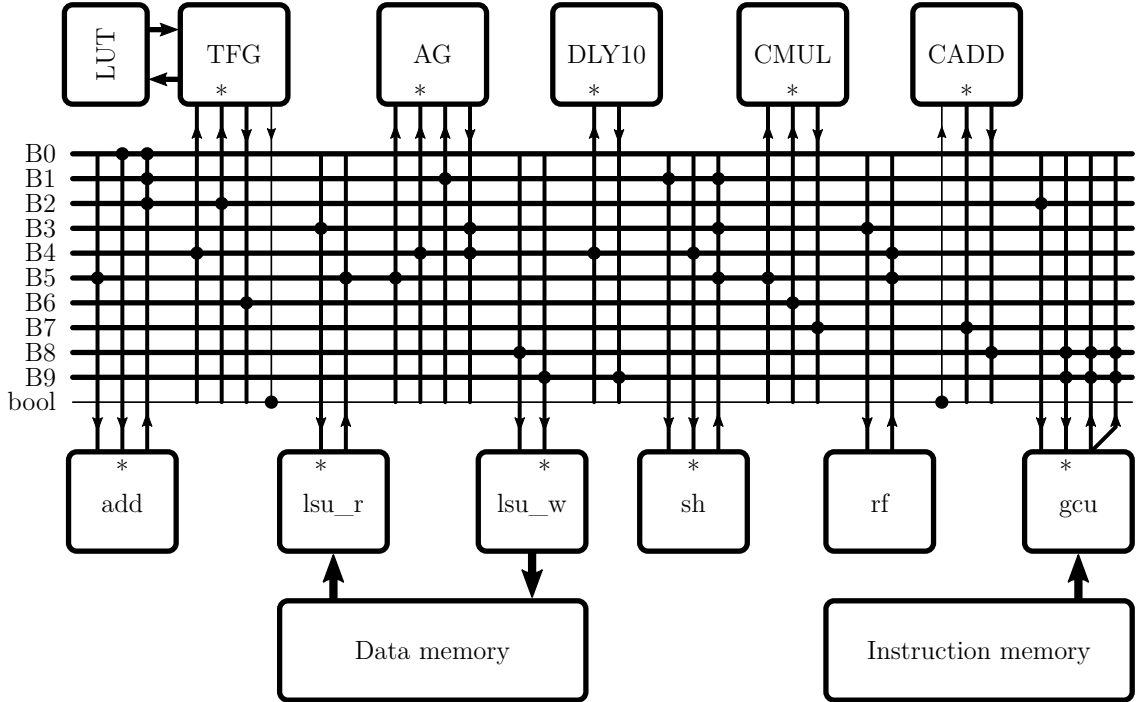 LUT
TFG
*
AG
*
DLY10
*
CMUL
*
CADD
*
B0
B1
B2
B3
B4
B5
B6
B7
B8
B9
bool
*
add
*
lsu_r
*
lsu_w
*
sh
rf
*
gcu
Data memory
Instruction memory